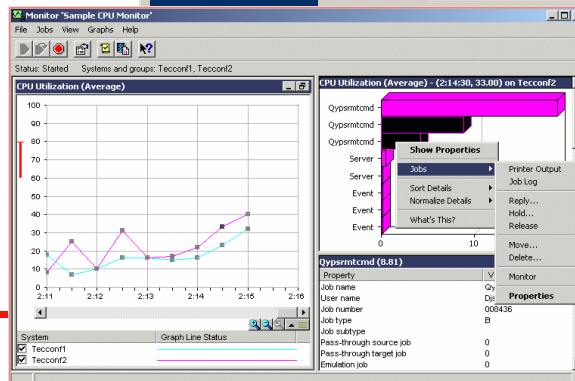 Monitor 'Sample CPU Monitor'
File Jobs View Graphs Help
Status: Started Systems and groups: Tecconf1, Tecconf2
CPU Utilization (Average)
100
90
80
70
60
50
40
30
20
10
0
2:11 2:12 2:13 2:14 2:15 2:16
System Graph Line Status
Tecconf1
Tecconf2
CPU Utilization (Average) - (2:14:30, 33.00) on Tecconf2
Qypsrmtcmd
Qypsrmtcmd
Qypsrmtcmd
Server
Server
Event
Event
Event
0 10
Show Properties
Jobs
Sort Details
Normalize Details
What's This?
Printer Output
Job Log
Reply...
Hold...
Release
Move...
Delete...
Monitor
Properties
Qypsrmtcmd (8.81)
Property V
Job name Qy
User name Djs
Job number 008436
Job type B
Job subtype
Pass-through source job 0
Pass-through target job 0
Emulation job 0